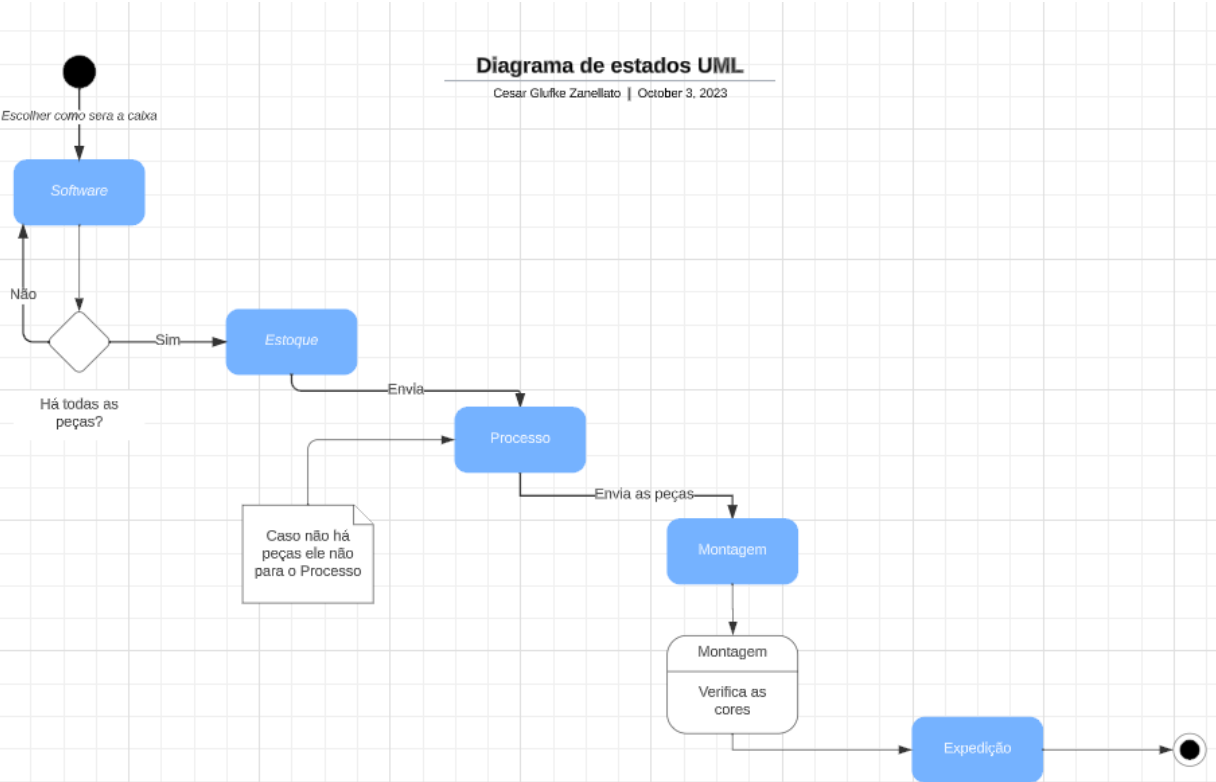 Diagrama de estados UML
Cesar Glufke Zanellato | October 3, 2023
Escolher como sera a caixa
Software
Não
Sim
Estoque
Há todas as
peças?
Envia
Processo
Envia as peças
Caso não há
peças ele não
para o Processo
Montagem
Montagem
Verifica as
cores
Expedição